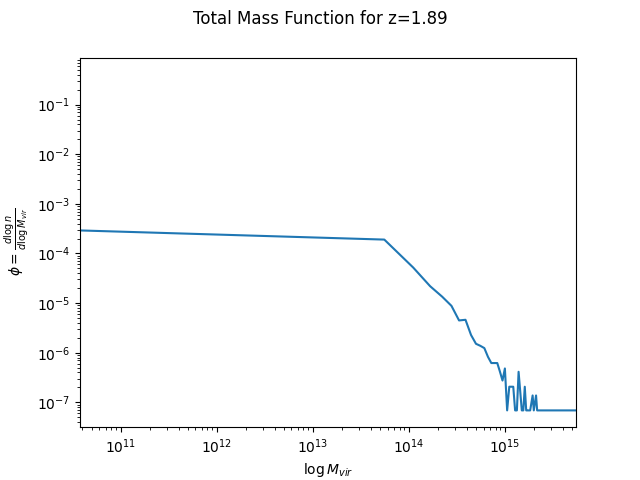 Total Mass Function for z=1.89
10⁻¹
10⁻²
10⁻³
10⁻⁴
10⁻⁵
10⁻⁶
10⁻⁷
ϕ = d log n / d log M_vir
10¹¹ 10¹² 10¹³ 10¹⁴ 10¹⁵
log M_vir